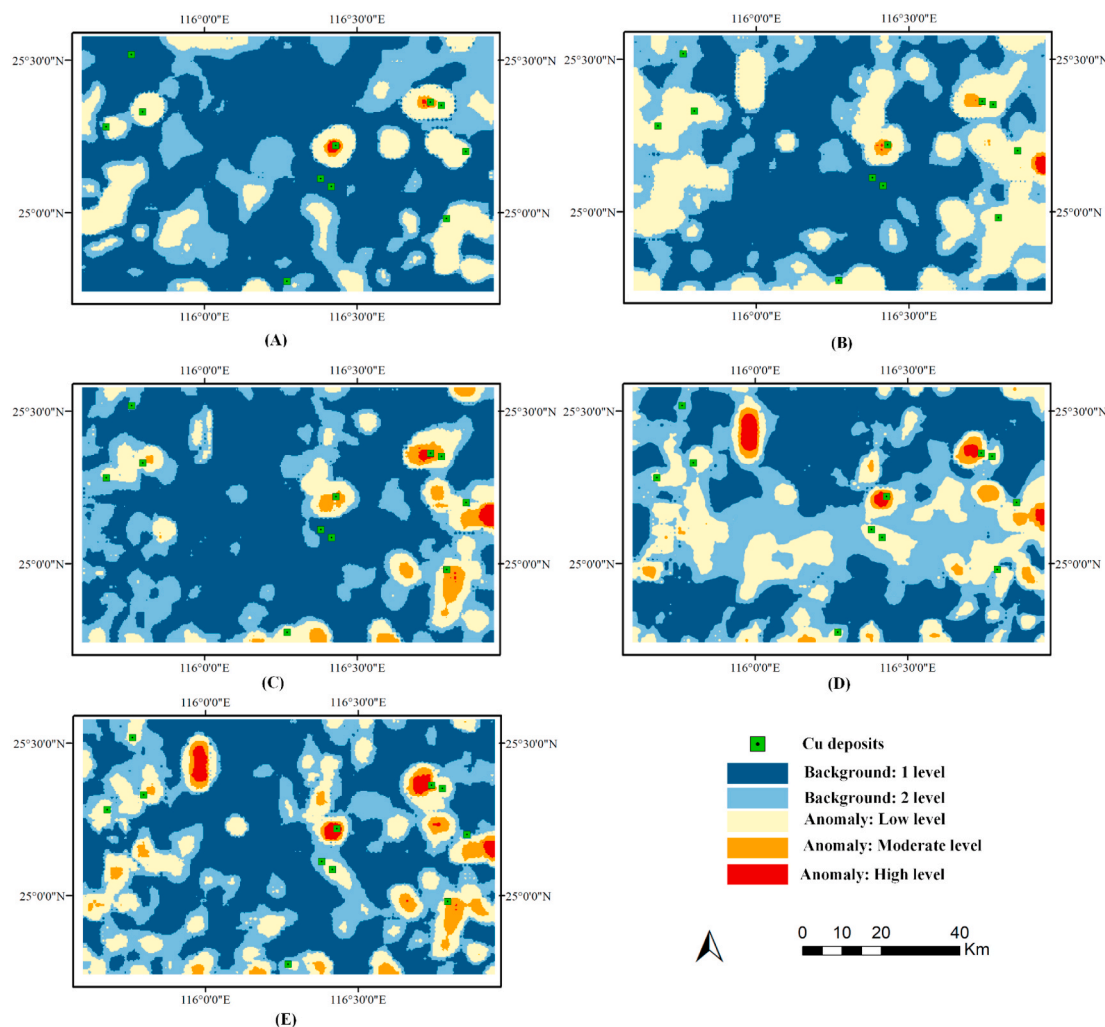 116°0'0"E 116°30'0"E 116°0'0"E 116°30'0"E
25°30'0"N 25°30'0"N 25°30'0"N
25°0'0"N 25°0'0"N 25°0'0"N
116°0'0"E 116°30'0"E 116°0'0"E 116°30'0"E
(A) (B)
25°30'0"N 25°30'0"N 25°30'0"N
25°0'0"N 25°0'0"N 25°0'0"N
116°0'0"E 116°30'0"E 116°0'0"E 116°30'0"E
(C) (D)
116°0'0"E 116°30'0"E
25°30'0"N 25°30'0"N
25°0'0"N 25°0'0"N
116°0'0"E 116°30'0"E
(E)
Cu deposits
Background: 1 level
Background: 2 level
Anomaly: Low level
Anomaly: Moderate level
Anomaly: High level
0 10 20 40
Km